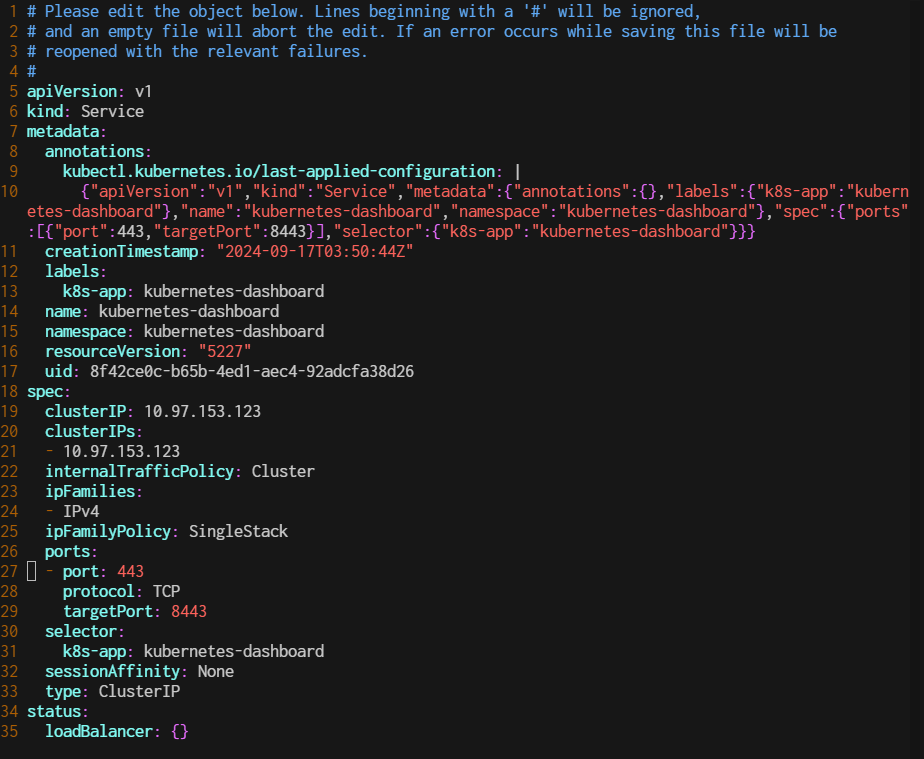 1 # Please edit the object below. Lines beginning with a '#' will be ignored,
2 # and an empty file will abort the edit. If an error occurs while saving this file will be
3 # reopened with the relevant failures.
4 #
5 apiVersion: v1
6 kind: Service
7 metadata:
8   annotations:
9     kubectl.kubernetes.io/last-applied-configuration: |
10       {"apiVersion":"v1","kind":"Service","metadata":{"annotations":{},"labels":{"k8s-app":"kubern
etes-dashboard"},"name":"kubernetes-dashboard","namespace":"kubernetes-dashboard"},"spec":{"ports"
:[{"port":443,"targetPort":8443}],"selector":{"k8s-app":"kubernetes-dashboard"}}}
11   creationTimestamp: "2024-09-17T03:50:44Z"
12   labels:
13     k8s-app: kubernetes-dashboard
14   name: kubernetes-dashboard
15   namespace: kubernetes-dashboard
16   resourceVersion: "5227"
17   uid: 8f42ce0c-b65b-4ed1-aec4-92adcfa38d26
18 spec:
19   clusterIP: 10.97.153.123
20   clusterIPs:
21   - 10.97.153.123
22   internalTrafficPolicy: Cluster
23   ipFamilies:
24   - IPv4
25   ipFamilyPolicy: SingleStack
26   ports:
27   - port: 443
28     protocol: TCP
29     targetPort: 8443
30   selector:
31     k8s-app: kubernetes-dashboard
32   sessionAffinity: None
33   type: ClusterIP
34 status:
35   loadBalancer: {}